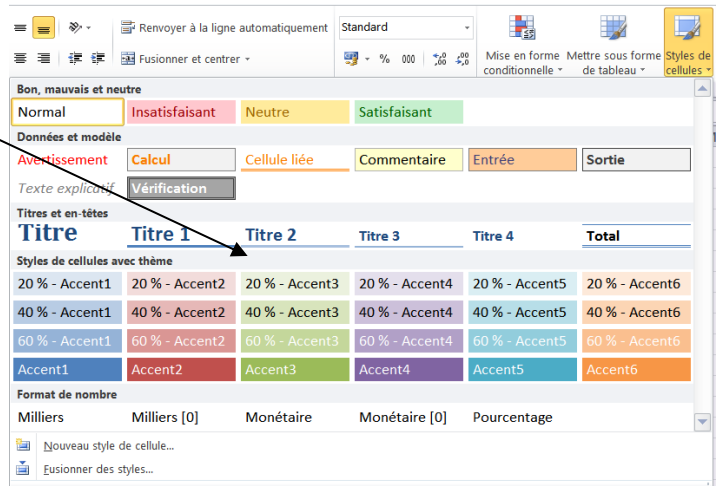 Renvoyer à la ligne automatiquement Standard
Fusionner et centrer % 000 ,00 ,00 Mise en forme Mettre sous forme Styles de
conditionnelle de tableau cellules
Bon, mauvais et neutre
Normal Insatisfaisant Neutre Satisfaisant
Données et modèle
Avertissement Calcul Cellule liée Commentaire Entrée Sortie
Texte explicatif Vérification
Titres et en-têtes
Titre Titre 1 Titre 2 Titre 3 Titre 4 Total
Styles de cellules avec thème
20 % - Accent1 20 % - Accent2 20 % - Accent3 20 % - Accent4 20 % - Accent5 20 % - Accent6
40 % - Accent1 40 % - Accent2 40 % - Accent3 40 % - Accent4 40 % - Accent5 40 % - Accent6
60 % - Accent1 60 % - Accent2 60 % - Accent3 60 % - Accent4 60 % - Accent5 60 % - Accent6
Accent1 Accent2 Accent3 Accent4 Accent5 Accent6
Format de nombre
Milliers Milliers [0] Monétaire Monétaire [0] Pourcentage
Nouveau style de cellule...
Fusionner des styles...